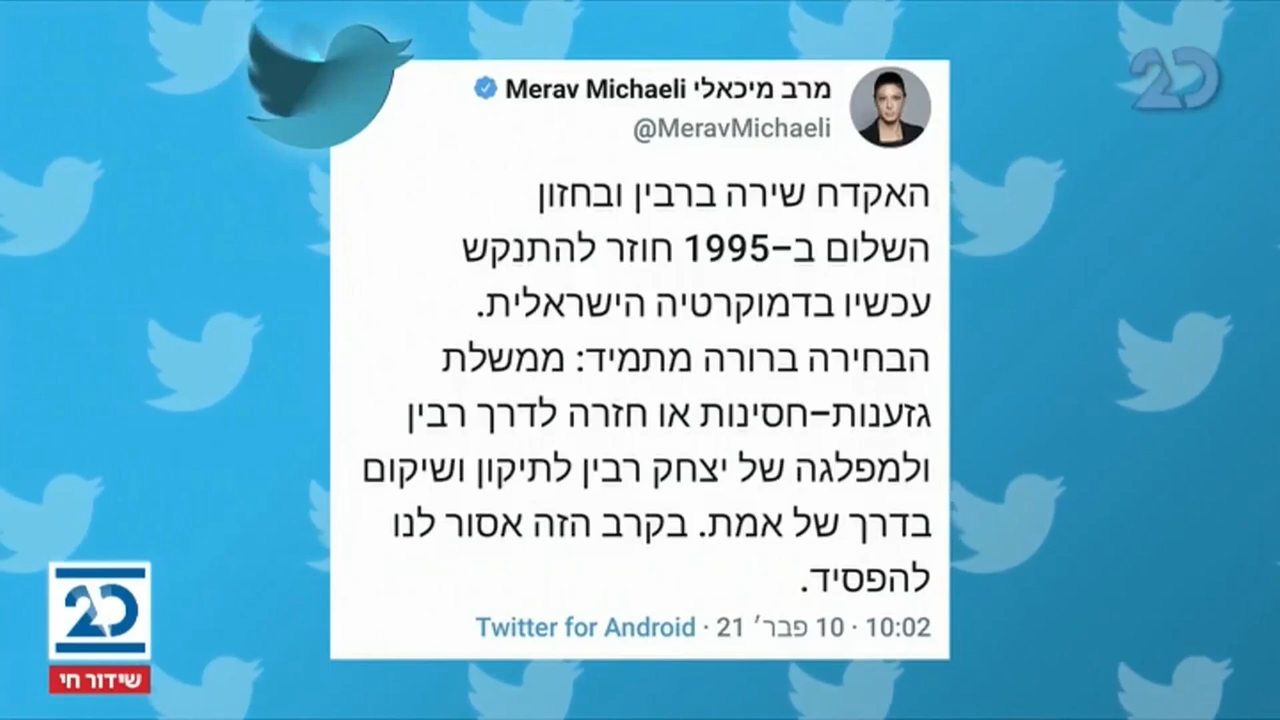 מרב מיכאלי Merav Michaeli
@MeravMichaeli
האקדח שירה ברבין ובחזון
השלום ב-1995 חוזר להתנקש
עכשיו בדמוקרטיה הישראלית.
הבחירה ברורה מתמיד: ממשלת
גזענות-חסינות או חזרה לדרך רבין
ולמפלגה של יצחק רבין לתיקון ושיקום
בדרך של אמת. בקרב הזה אסור לנו
להפסיד.
10:02 · 10 פבר׳ 21 · Twitter for Android
20
20
שידור חי